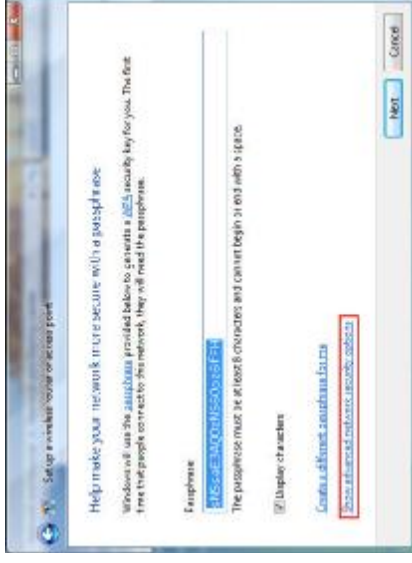 Set up a wireless router or access point
Help make your network more secure with a passphrase
Windows will use the passphrase provided below to generate a security key for you. The first
time that people connect to this network, they will need the passphrase.
Passphrase
The passphrase must be at least 8 characters and cannot begin or end with a space.
Display characters
Create a different passphrase for me
Show advanced network security options
Next
Cancel